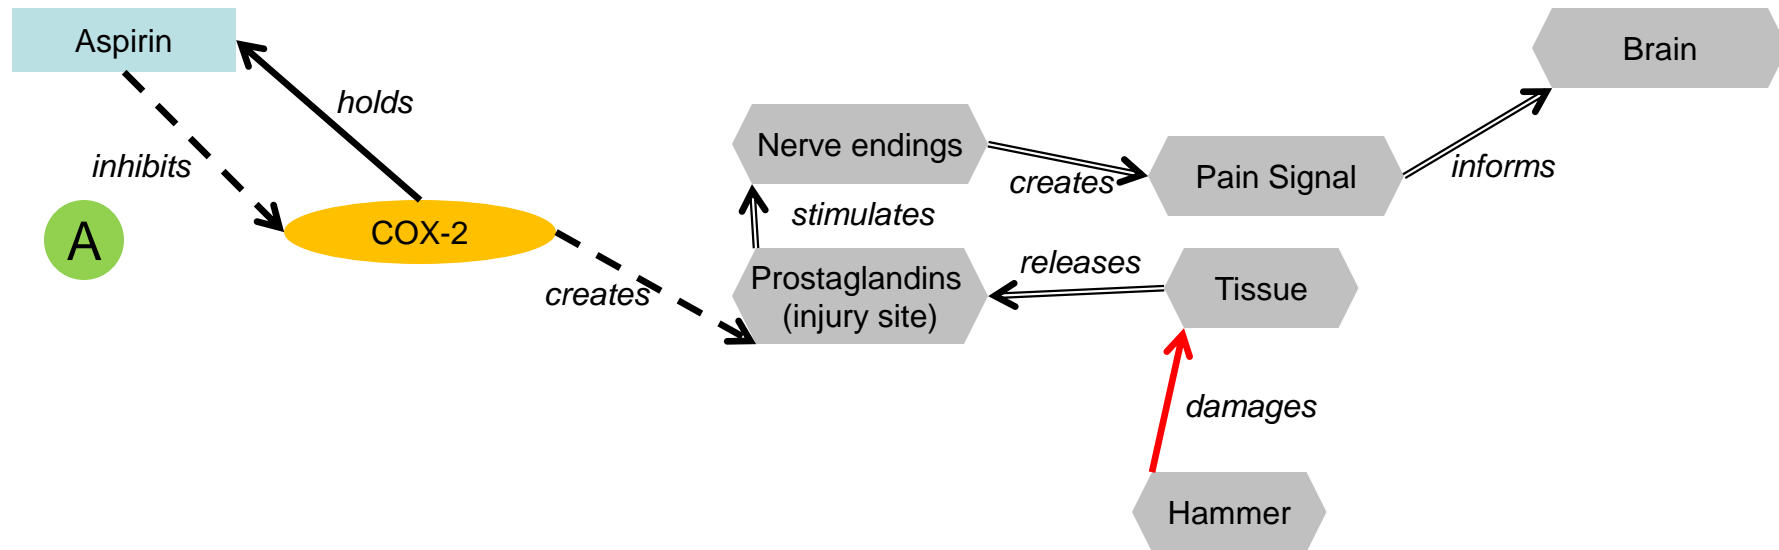 Aspirin
Brain
holds
Nerve endings
inhibits
creates
Pain Signal
informs
stimulates
A
COX-2
releases
Prostaglandins
(injury site)
Tissue
creates
damages
Hammer